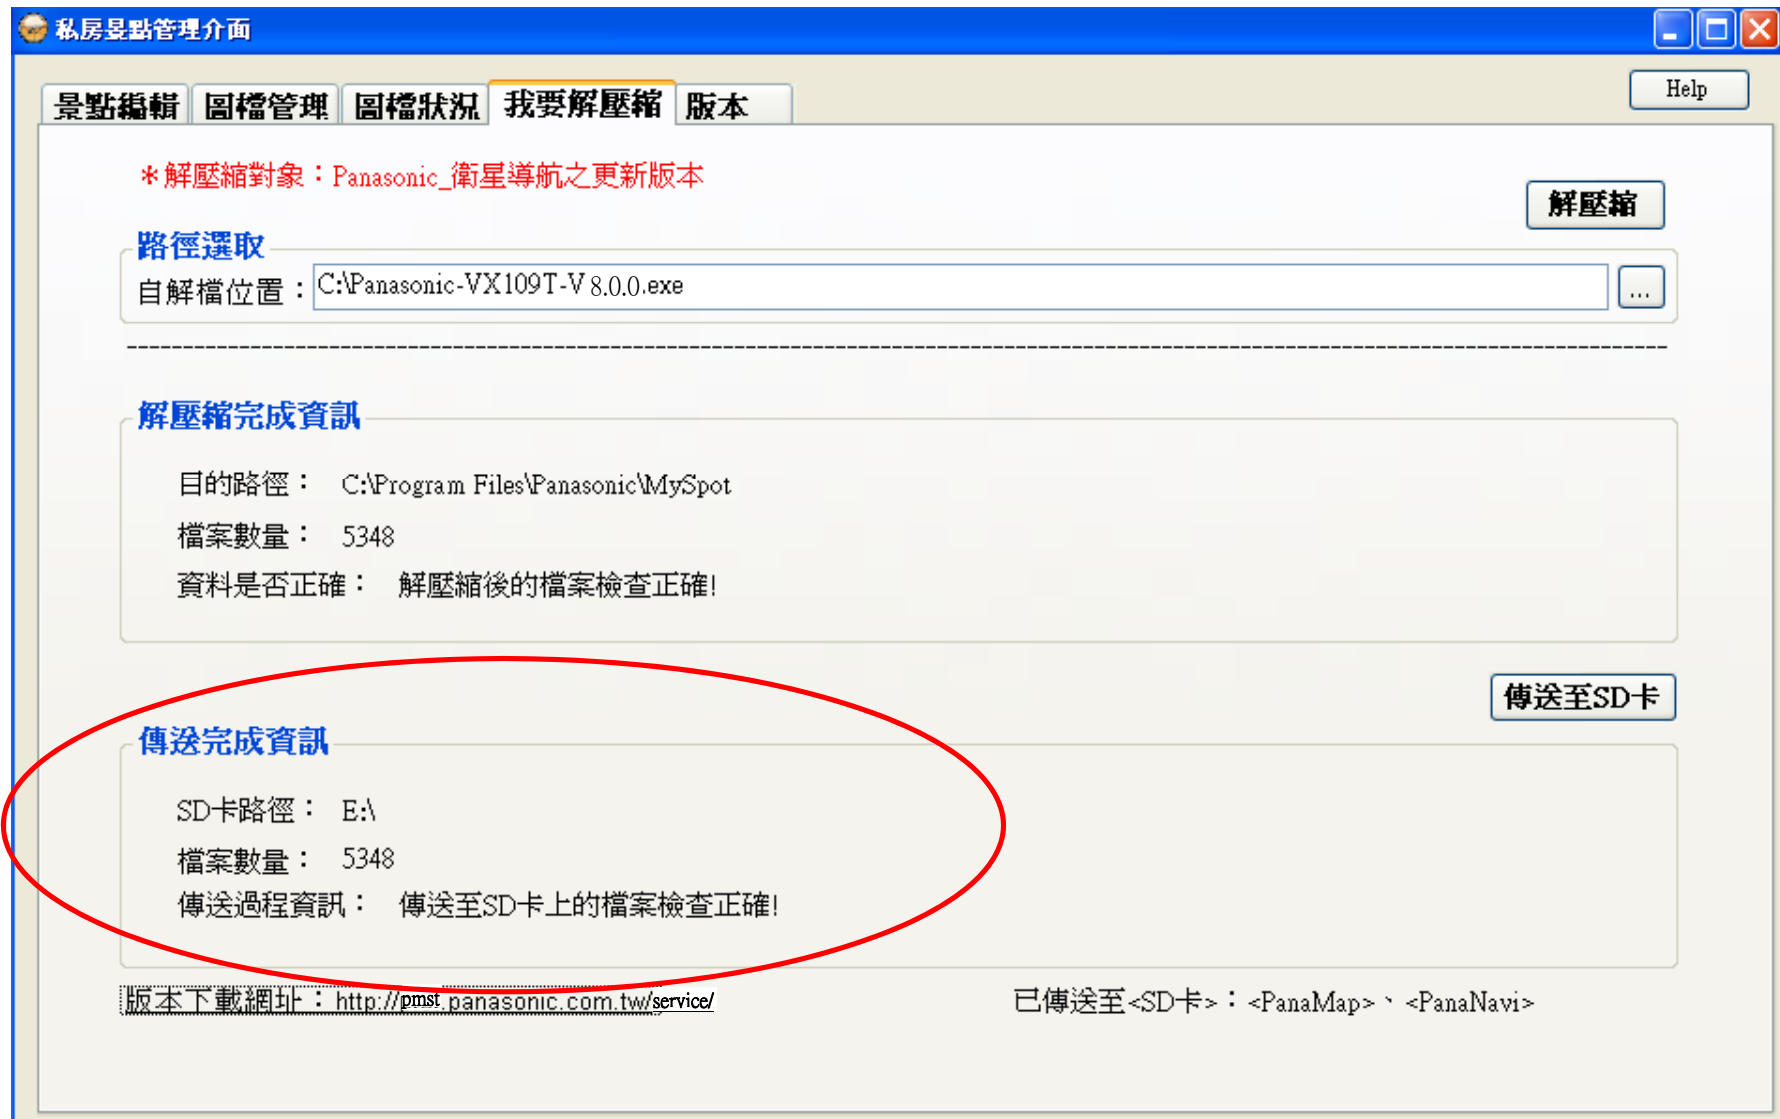 私房景點管理介面
Help
景點編輯 圖檔管理 圖檔狀況 我要解壓縮 版本
*解壓縮對象：Panasonic_衛星導航之更新版本
解壓縮
路徑選取
自解檔位置： C:\Panasonic-VX109T-V 8.0.0.exe ...
解壓縮完成資訊
目的路徑： C:\Program Files\Panasonic\MySpot
檔案數量： 5348
資料是否正確： 解壓縮後的檔案檢查正確!
傳送至SD卡
傳送完成資訊
SD卡路徑： E:\
檔案數量： 5348
傳送過程資訊： 傳送至SD卡上的檔案檢查正確!
版本下載網址：http://pmst.panasonic.com.tw/service/ 已傳送至<SD卡>：<PanaMap>、<PanaNavi>